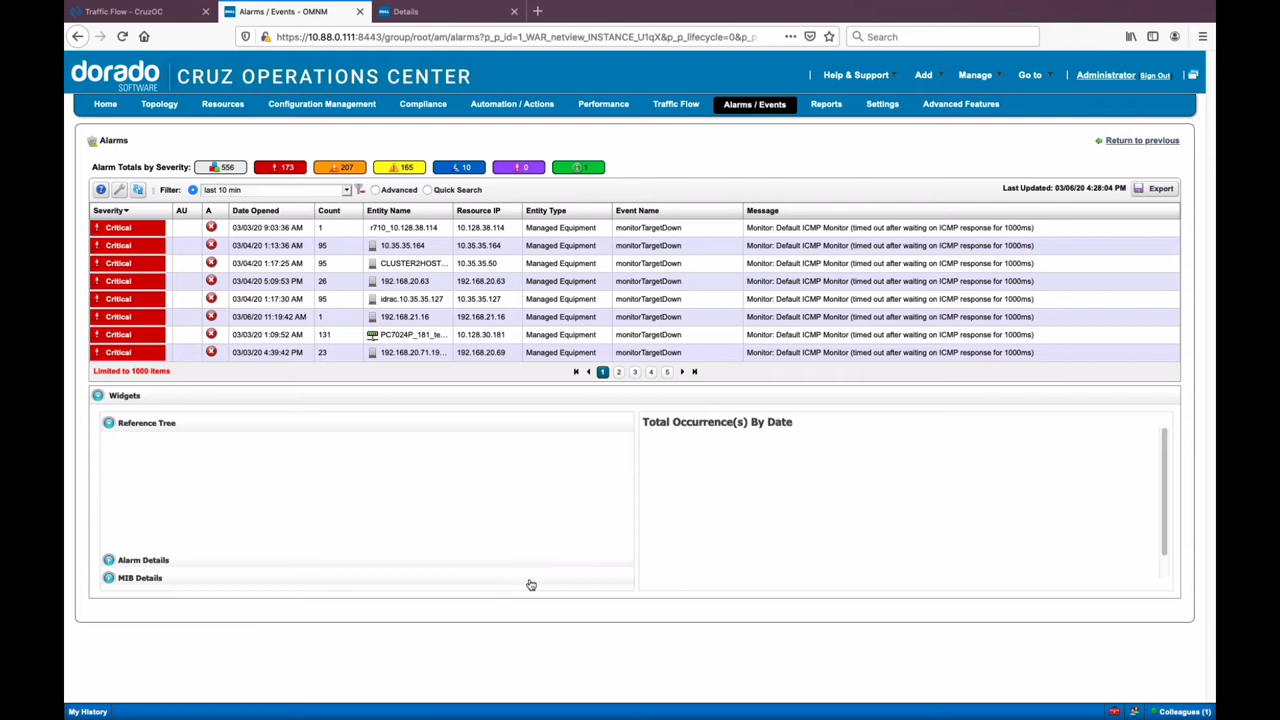 Traffic Flow - CruzOC
Alarms / Events - OMNM
Details
https://10.88.0.111:8443/group/root/am/alarms?p_p_id=1_WAR_netview_INSTANCE_U1qX&p_p_lifecycle=0&p_
Search
dorado SOFTWARE CRUZ OPERATIONS CENTER
Help & Support Add Manage Go to Administrator Sign Out
Home Topology Resources Configuration Management Compliance Automation / Actions Performance Traffic Flow Alarms / Events Reports Settings Advanced Features
Alarms
Return to previous
Alarm Totals by Severity: 556 173 207 165 10 0 1
Filter: last 10 min Advanced Quick Search Last Updated: 03/06/20 4:28:04 PM Export
Severity AU A Date Opened Count Entity Name Resource IP Entity Type Event Name Message
Critical 03/03/20 9:03:36 AM 1 r710_10.128.38.114 10.128.38.114 Managed Equipment monitorTargetDown Monitor: Default ICMP Monitor (timed out after waiting on ICMP response for 1000ms)
Critical 03/04/20 1:13:36 AM 95 10.35.35.164 10.35.35.164 Managed Equipment monitorTargetDown Monitor: Default ICMP Monitor (timed out after waiting on ICMP response for 1000ms)
Critical 03/04/20 1:17:25 AM 95 CLUSTER2HOST... 10.35.35.50 Managed Equipment monitorTargetDown Monitor: Default ICMP Monitor (timed out after waiting on ICMP response for 1000ms)
Critical 03/04/20 5:09:53 PM 26 192.168.20.63 192.168.20.63 Managed Equipment monitorTargetDown Monitor: Default ICMP Monitor (timed out after waiting on ICMP response for 1000ms)
Critical 03/04/20 1:17:30 AM 95 idrac.10.35.35.127 10.35.35.127 Managed Equipment monitorTargetDown Monitor: Default ICMP Monitor (timed out after waiting on ICMP response for 1000ms)
Critical 03/06/20 11:19:42 AM 1 192.168.21.16 192.168.21.16 Managed Equipment monitorTargetDown Monitor: Default ICMP Monitor (timed out after waiting on ICMP response for 1000ms)
Critical 03/03/20 1:09:52 AM 131 PC7024P_181_te... 10.128.30.181 Managed Equipment monitorTargetDown Monitor: Default ICMP Monitor (timed out after waiting on ICMP response for 1000ms)
Critical 03/03/20 4:39:42 PM 23 192.168.20.71.19... 192.168.20.69 Managed Equipment monitorTargetDown Monitor: Default ICMP Monitor (timed out after waiting on ICMP response for 1000ms)
Limited to 1000 items 1 2 3 4 5
Widgets
Reference Tree
Total Occurrence(s) By Date
Alarm Details
MIB Details
My History
Colleagues (1)